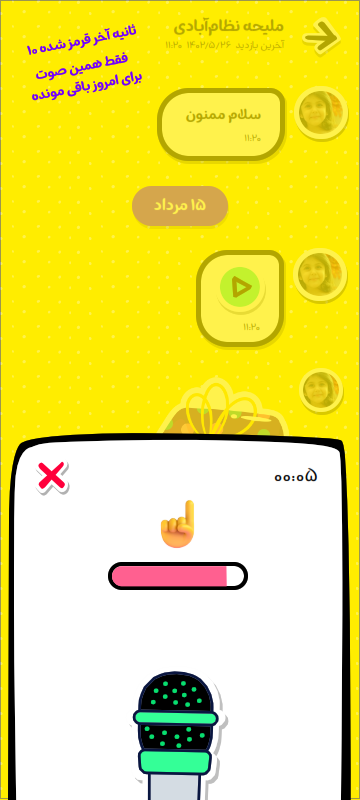 ۱۰ ثانیه آخر قرمز شده
فقط همین صوت
برای امروز باقی مونده
ملیحه نظام‌آبادی
آخرین بازدید ۱۴۰۲/۵/۲۶ ۱۱:۲۰
سلام ممنون
۱۱:۲۰
۱۵ مرداد
۱۱:۲۰
۰۰:۰۵